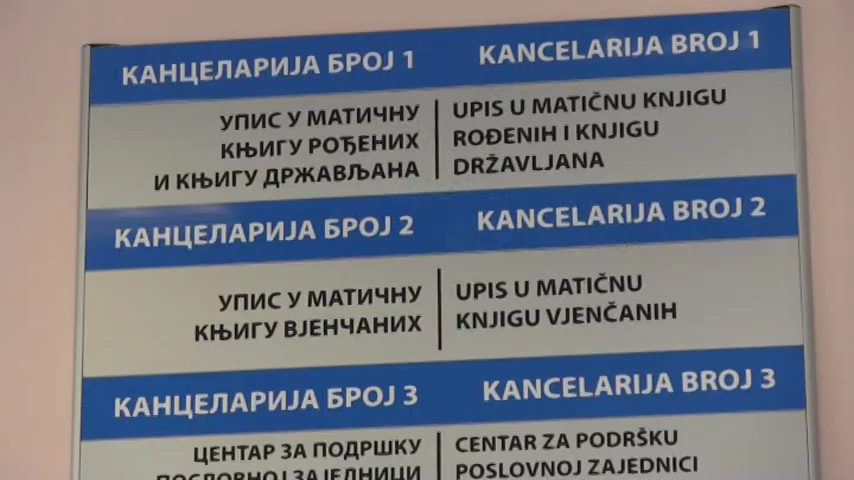 КАНЦЕЛАРИЈА БРОЈ 1
KANCELARIJA BROJ 1
УПИС У МАТИЧНУ
КЊИГУ РОЂЕНИХ
И КЊИГУ ДРЖАВЉАНА
UPIS U MATIČNU KNJIGU
ROĐENIH I KNJIGU
DRŽAVLJANA
КАНЦЕЛАРИЈА БРОЈ 2
KANCELARIJA BROJ 2
УПИС У МАТИЧНУ
КЊИГУ ВЈЕНЧАНИХ
UPIS U MATIČNU
KNJIGU VJENČANIH
КАНЦЕЛАРИЈА БРОЈ 3
KANCELARIJA BROJ 3
ЦЕНТАР ЗА ПОДРШКУ
ПОСЛОВНОЈ ЗАЈЕДНИЦИ
CENTAR ZA PODRŠKU
POSLOVNOJ ZAJEDNICI